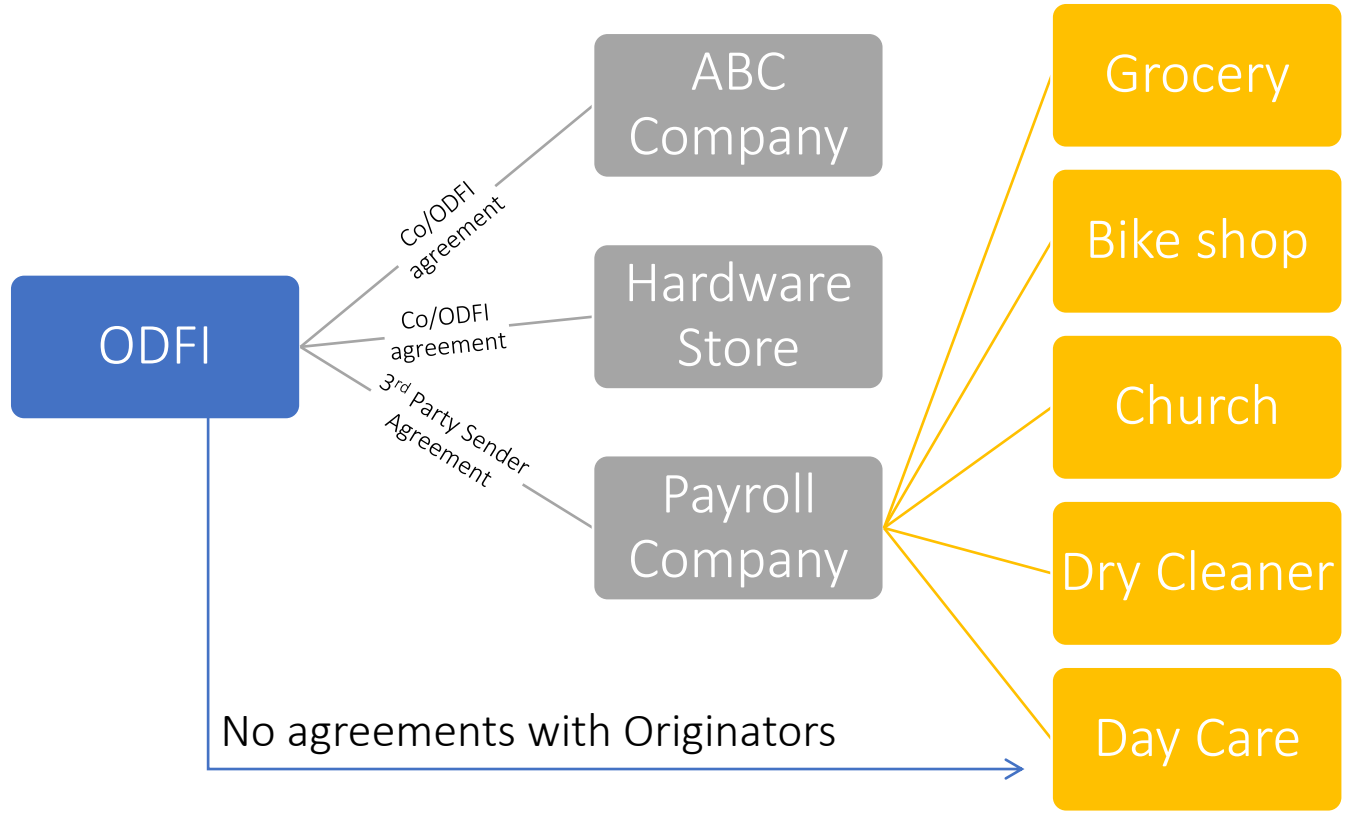 ODFI
Co/ODFI
agreement
Co/ODFI
agreement
3rd Party Sender
Agreement
ABC
Company
Hardware
Store
Payroll
Company
Grocery
Bike shop
Church
Dry Cleaner
Day Care
No agreements with Originators